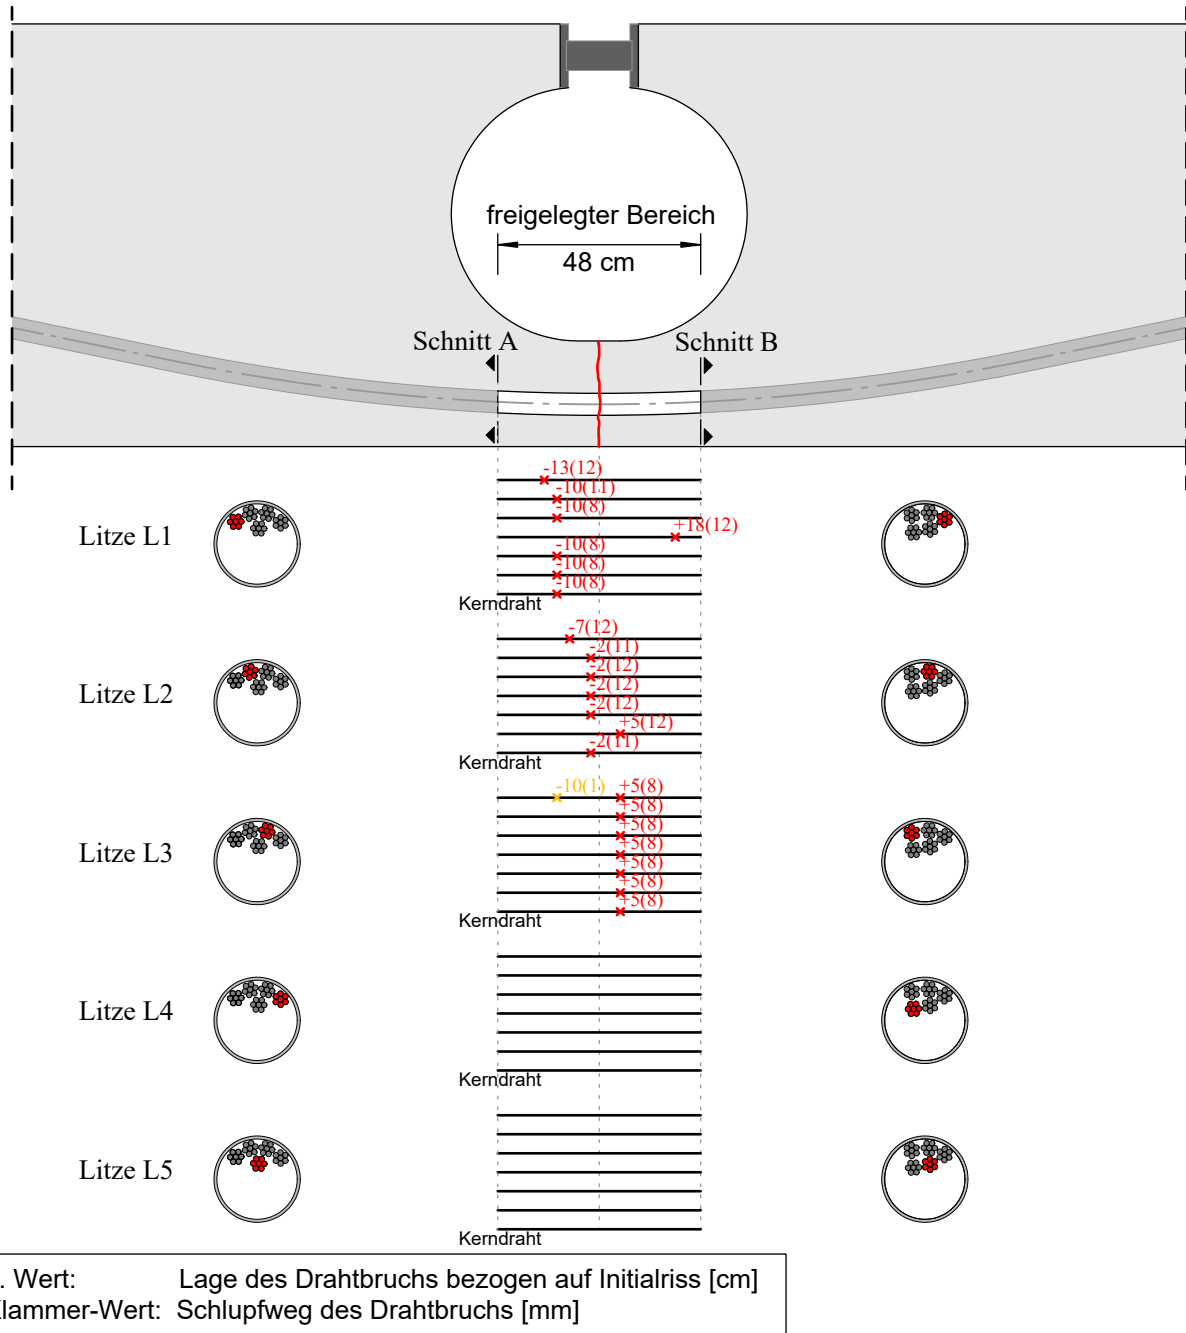 freigelegter Bereich
48 cm
Schnitt A
Schnitt B
-13(12)
-10(11)
-10(8)
+18(12)
Litze L1
-10(8)
-10(8)
-10(8)
Kerndraht
-7(12)
-2(11)
-2(12)
Litze L2
-2(12)
-2(12)
+5(12)
-2(11)
Kerndraht
-10(1)
+5(8)
+5(8)
+5(8)
Litze L3
+5(8)
+5(8)
+5(8)
+5(8)
Kerndraht
Litze L4
Kerndraht
Litze L5
Kerndraht
. Wert: Lage des Drahtbruchs bezogen auf Initialriss [cm]
Klammer-Wert: Schlupfweg des Drahtbruchs [mm]